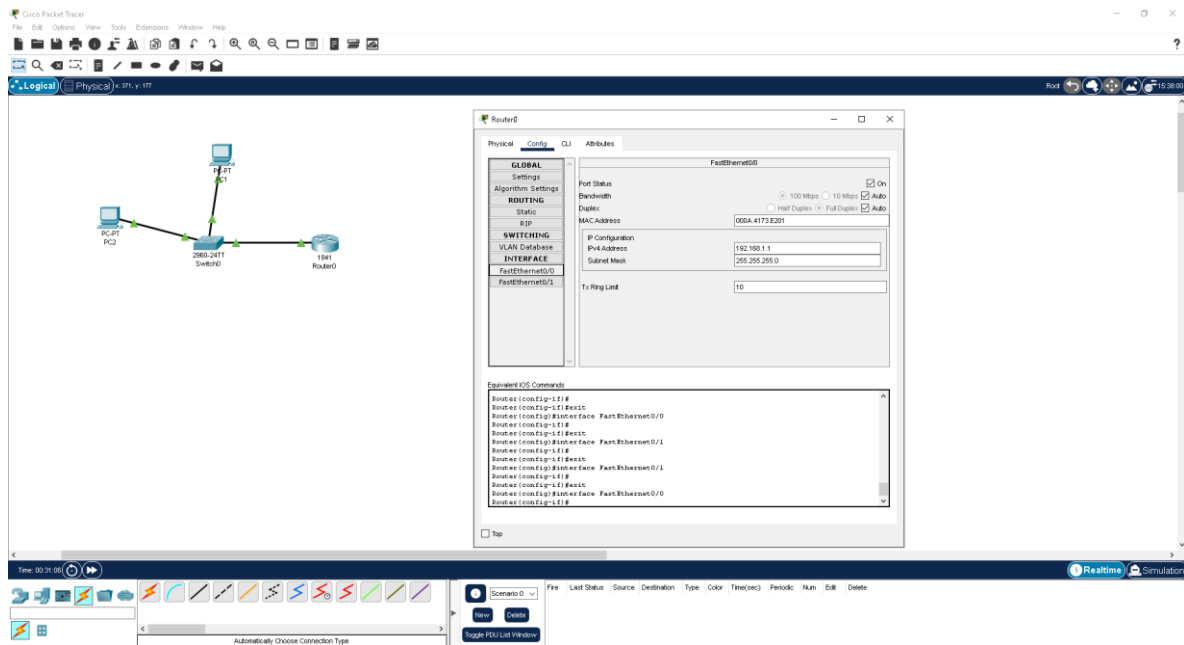 Cisco Packet Tracer
File Edit Options View Tools Extensions Window Help
?
Logical Physical x: 371, y: 177 Root 15:38:00
PC-PT
PC1
PC-PT
PC2
2960-24TT
Switch0
1841
Router0
Router0
Physical Config CLI Attributes
GLOBAL
Settings
Algorithm Settings
ROUTING
Static
RIP
SWITCHING
VLAN Database
INTERFACE
FastEthernet0/0
FastEthernet0/1
FastEthernet0/0
Port Status On
Bandwidth 100 Mbps 10 Mbps Auto
Duplex Half Duplex Full Duplex Auto
MAC Address 000A.4173.E201
IP Configuration
IPv4 Address 192.168.1.1
Subnet Mask 255.255.255.0
Tx Ring Limit 10
Equivalent IOS Commands
Router(config-if)#
Router(config-if)#exit
Router(config)#interface FastEthernet0/0
Router(config-if)#
Router(config-if)#exit
Router(config)#interface FastEthernet0/1
Router(config-if)#
Router(config-if)#exit
Router(config)#interface FastEthernet0/1
Router(config-if)#
Router(config-if)#exit
Router(config)#interface FastEthernet0/0
Router(config-if)#
Top
Time: 00:31:06 Realtime Simulation
Scenario 0
New Delete
Toggle PDU List Window
Fire Last Status Source Destination Type Color Time(sec) Periodic Num Edit Delete
Automatically Choose Connection Type